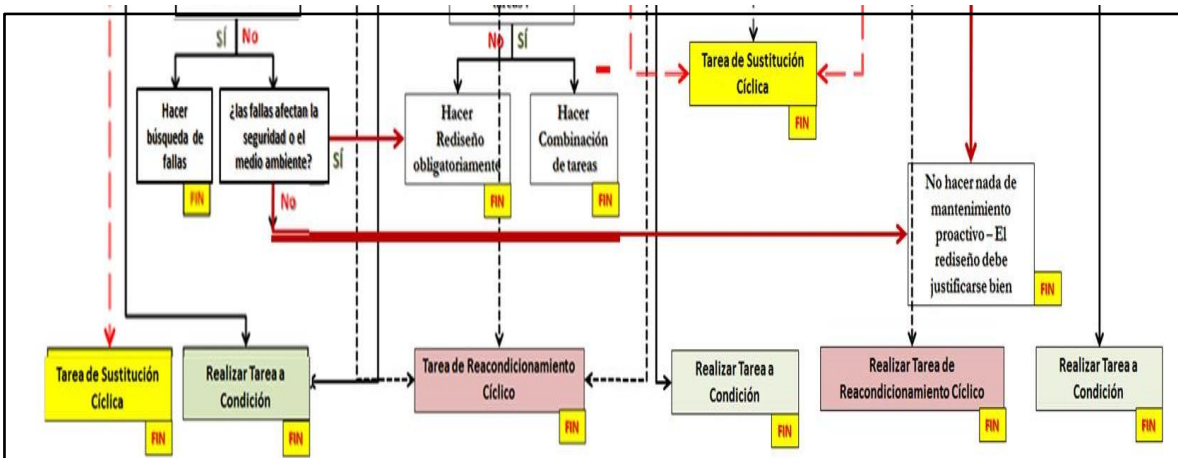 tareas?
SÍ
No
No
SÍ
Tarea de Sustitución
Cíclica
FIN
Hacer
búsqueda de
fallas
FIN
¿las fallas afectan la
seguridad o el
medio ambiente?
SÍ
No
Hacer
Rediseño
obligatoriamente
FIN
Hacer
Combinación
de tareas
FIN
No hacer nada de
mantenimiento
proactivo – El
rediseño debe
justificarse bien
FIN
Tarea de Sustitución
Cíclica
FIN
Realizar Tarea a
Condición
FIN
Tarea de Reacondicionamiento
Cíclico
FIN
Realizar Tarea a
Condición
FIN
Realizar Tarea de
Reacondicionamiento Cíclico
FIN
Realizar Tarea a
Condición
FIN